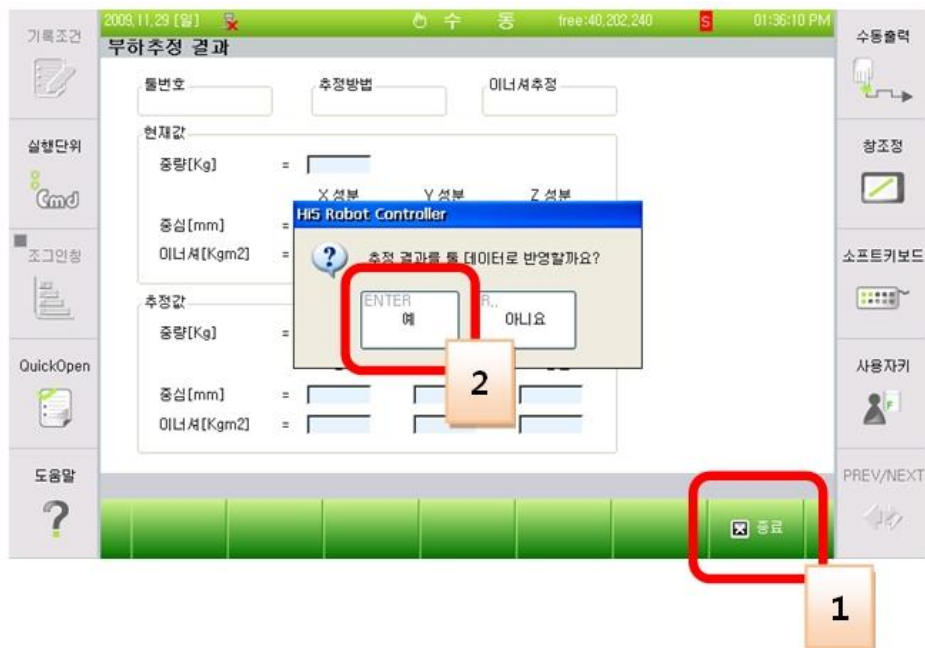 2009,11,29 [일] 수 동 free:40,202,240 S 01:36:10 PM
기록조건
실행단위
Cmd
조그인칭
QuickOpen
도움말
?
부하추정 결과
툴번호 추정방법 이너셔추정
현재값
중량[Kg] =
X 성분 Y 성분 Z 성분
중심[mm] =
이너셔[Kgm2] =
추정값
중량[Kg] =
중심[mm] =
이너셔[Kgm2] =
Hi5 Robot Controller
추정 결과를 툴 데이터로 반영할까요?
ENTER
예
R..
아니요
2
종료
1
수동출력
창조정
소프트키보드
사용자키
F
PREV/NEXT